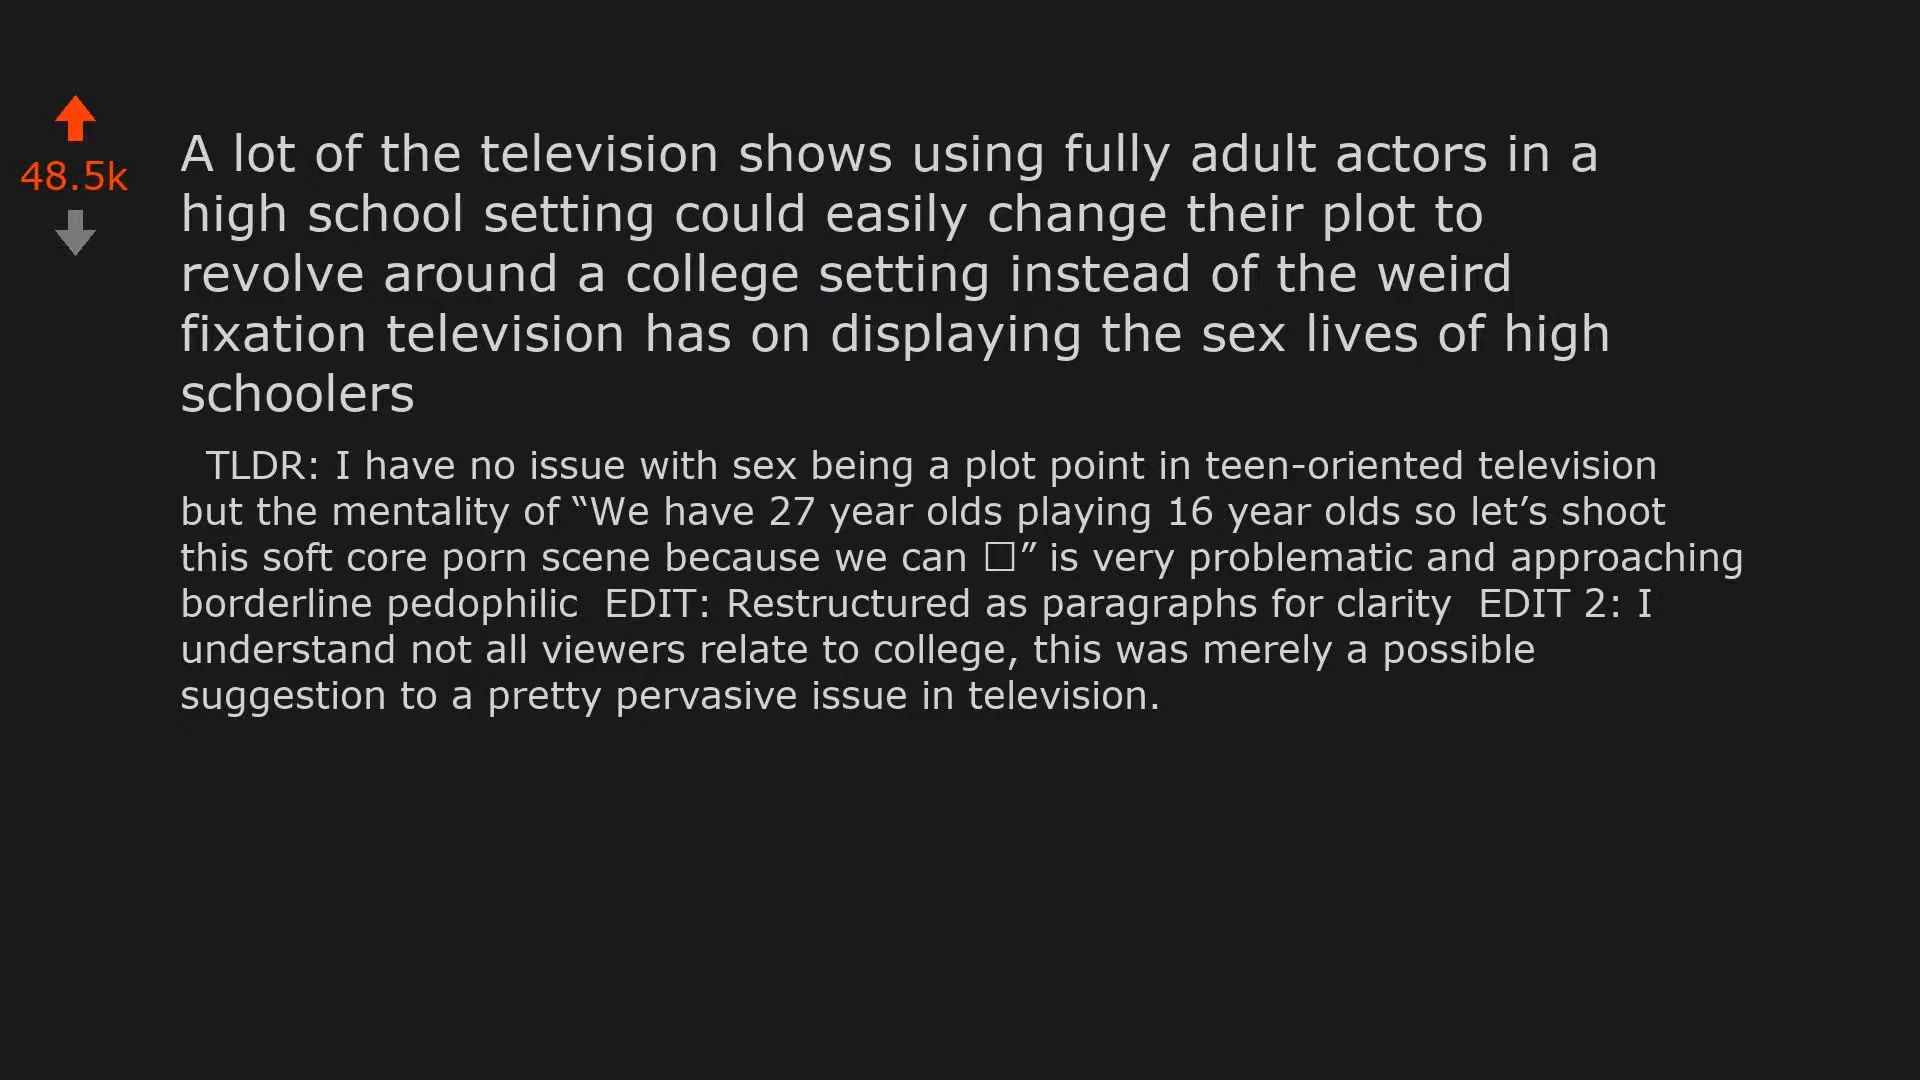 48.5k
A lot of the television shows using fully adult actors in a
high school setting could easily change their plot to
revolve around a college setting instead of the weird
fixation television has on displaying the sex lives of high
schoolers
TLDR: I have no issue with sex being a plot point in teen-oriented television
but the mentality of “We have 27 year olds playing 16 year olds so let’s shoot
this soft core porn scene because we can □” is very problematic and approaching
borderline pedophilic  EDIT: Restructured as paragraphs for clarity  EDIT 2: I
understand not all viewers relate to college, this was merely a possible
suggestion to a pretty pervasive issue in television.